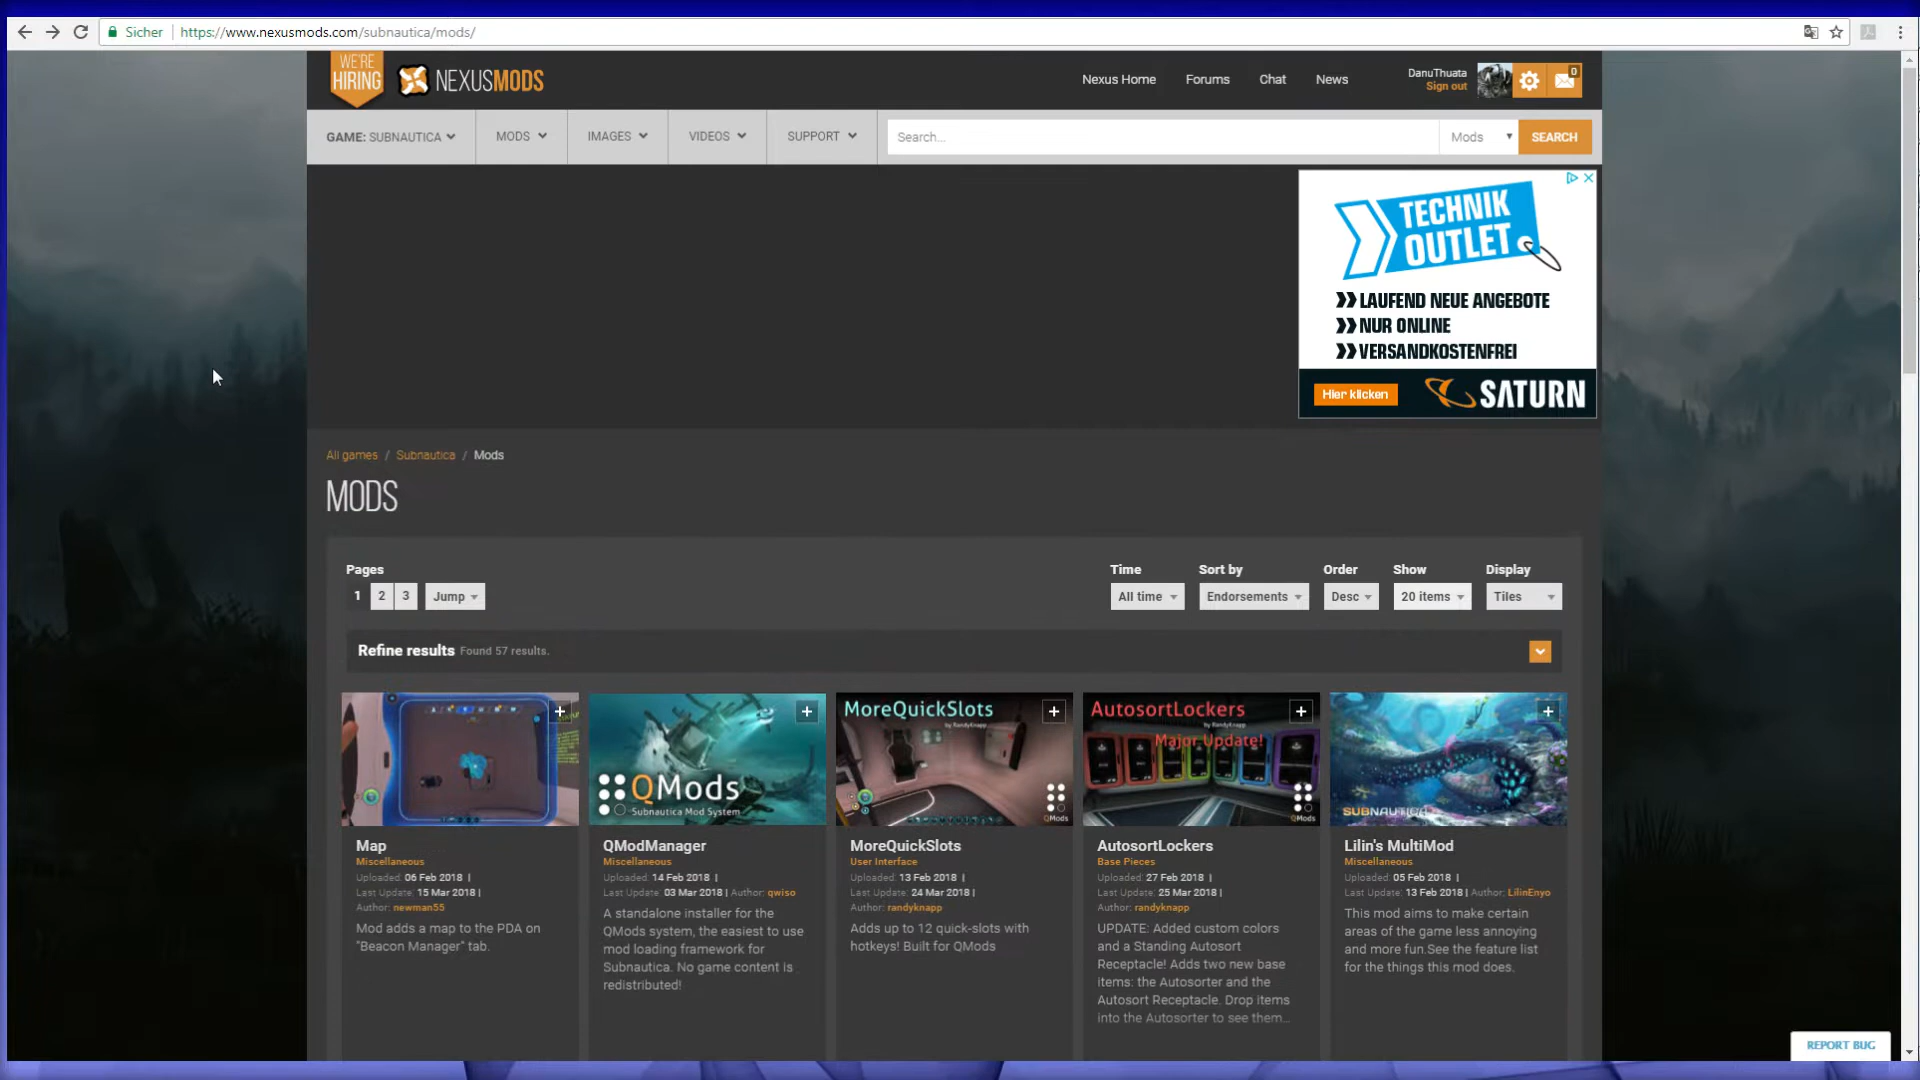 Sicher https://www.nexusmods.com/subnautica/mods/
WE'RE
HIRING
NEXUSMODS
Nexus Home Forums Chat News
DanuThuata
Sign out
0
GAME: SUBNAUTICA MODS IMAGES VIDEOS SUPPORT Search... Mods SEARCH
TECHNIK
OUTLET
LAUFEND NEUE ANGEBOTE
NUR ONLINE
VERSANDKOSTENFREI
Hier klicken SATURN
All games / Subnautica / Mods
MODS
Pages
1 2 3 Jump
Time Sort by Order Show Display
All time Endorsements Desc 20 items Tiles
Refine results Found 57 results.
QMods
Subnautica Mod System
MoreQuickSlots
by RandyKnapp
QMods
AutosortLockers
by RandyKnapp
Major Update!
QMods
SUBNAUTICA
Map
Miscellaneous
Uploaded: 06 Feb 2018 |
Last Update: 15 Mar 2018 |
Author: newman55
Mod adds a map to the PDA on
"Beacon Manager" tab.
QModManager
Miscellaneous
Uploaded: 14 Feb 2018 |
Last Update: 03 Mar 2018 | Author: qwiso
A standalone installer for the
QMods system, the easiest to use
mod loading framework for
Subnautica. No game content is
redistributed!
MoreQuickSlots
User Interface
Uploaded: 13 Feb 2018 |
Last Update: 24 Mar 2018 |
Author: randyknapp
Adds up to 12 quick-slots with
hotkeys! Built for QMods
AutosortLockers
Base Pieces
Uploaded: 27 Feb 2018 |
Last Update: 25 Mar 2018 |
Author: randyknapp
UPDATE: Added custom colors
and a Standing Autosort
Receptacle! Adds two new base
items: the Autosorter and the
Autosort Receptacle. Drop items
into the Autosorter to see them...
Lilin's MultiMod
Miscellaneous
Uploaded: 05 Feb 2018 |
Last Update: 13 Feb 2018 | Author: LilinEnyo
This mod aims to make certain
areas of the game less annoying
and more fun.See the feature list
for the things this mod does.
REPORT BUG